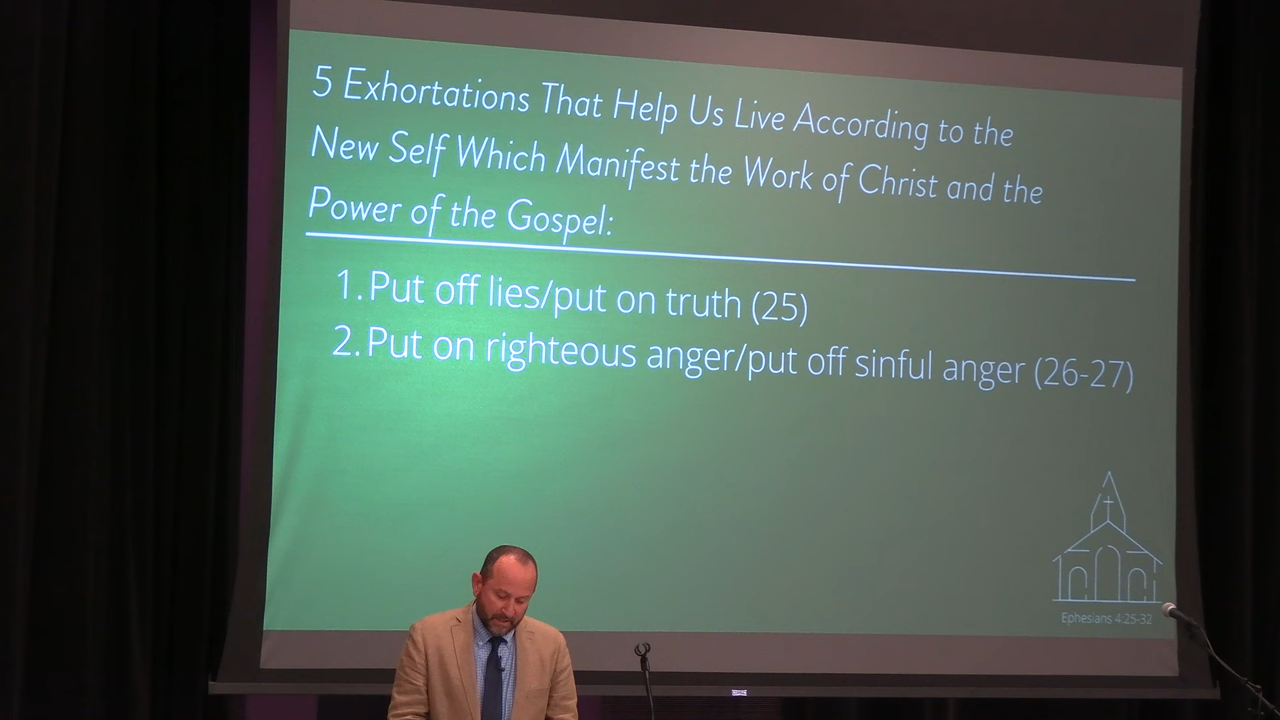 5 Exhortations That Help Us Live According to the
New Self Which Manifest the Work of Christ and the
Power of the Gospel:
1. Put off lies/put on truth (25)
2. Put on righteous anger/put off sinful anger (26-27)
Ephesians 4:25-32